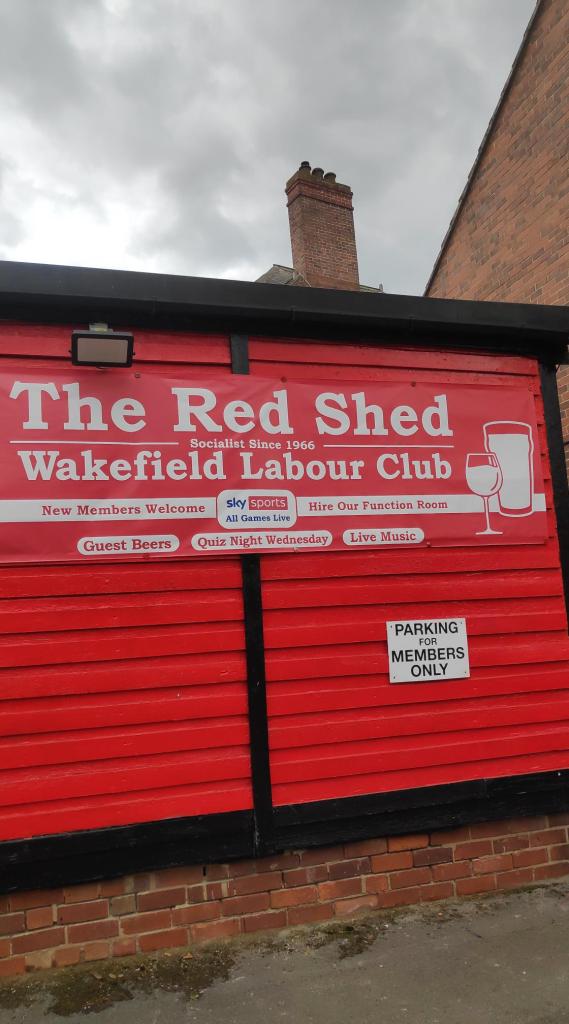 The Red Shed
Socialist Since 1966
Wakefield Labour Club
New Members Welcome
sky sports
All Games Live
Hire Our Function Room
Guest Beers
Quiz Night Wednesday
Live Music
PARKING
FOR
MEMBERS
ONLY